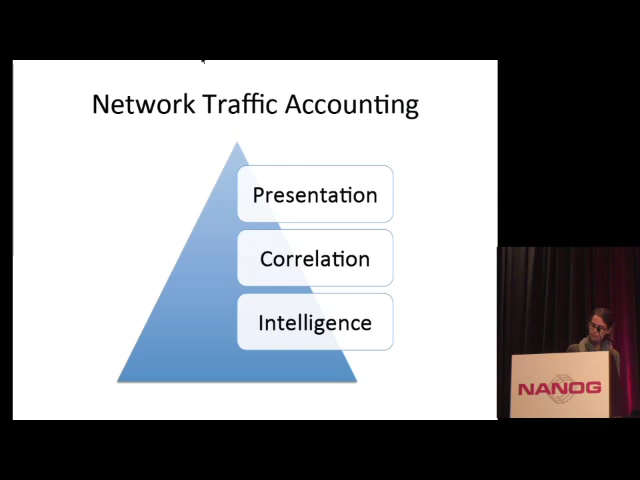 Network Traffic Accounting
Presentation
Correlation
Intelligence
NANOG